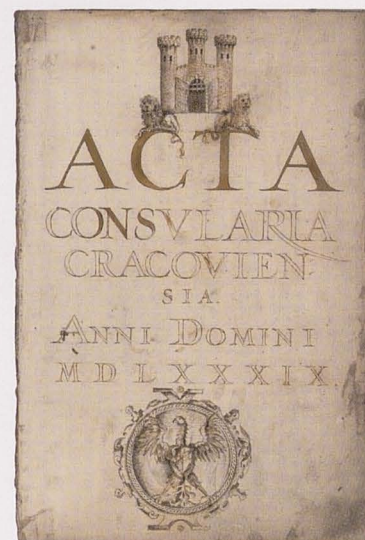 ACTA
CONSVLARIA
CRACOVIEN
SIA.
ANNI DOMINI
MDLXXXIX